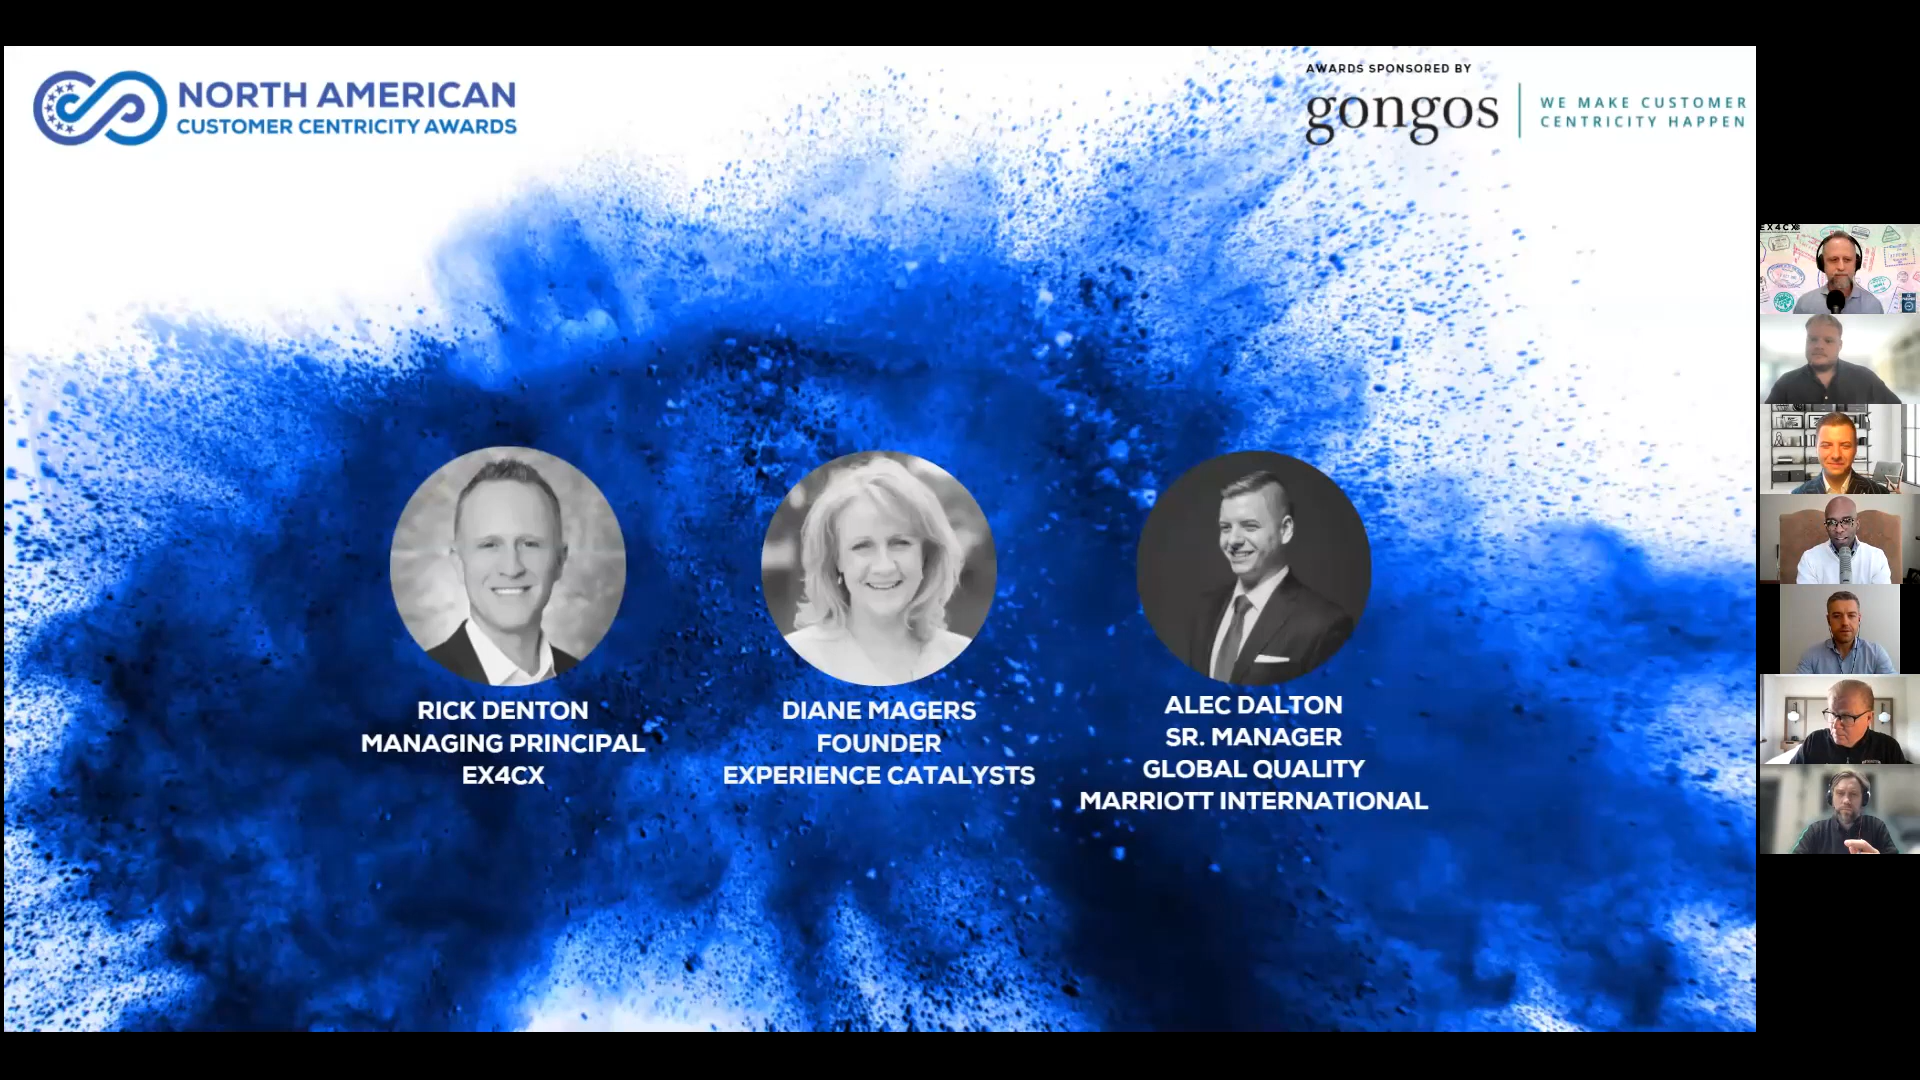 NORTH AMERICAN
CUSTOMER CENTRICITY AWARDS
AWARDS SPONSORED BY
gongos
WE MAKE CUSTOMER
CENTRICITY HAPPEN
EX4CX
RICK DENTON
MANAGING PRINCIPAL
EX4CX
DIANE MAGERS
FOUNDER
EXPERIENCE CATALYSTS
ALEC DALTON
SR. MANAGER
GLOBAL QUALITY
MARRIOTT INTERNATIONAL